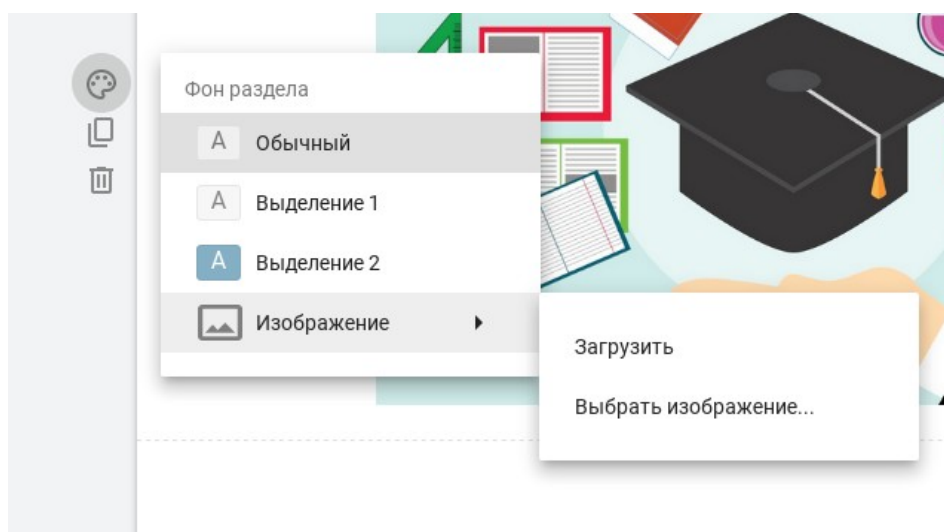 Фон раздела
A Обычный
A Выделение 1
A Выделение 2
Изображение
Загрузить
Выбрать изображение...